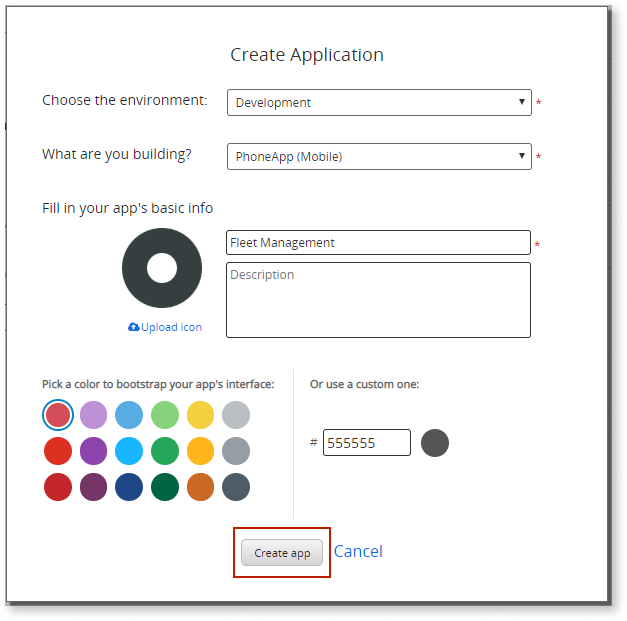 Create Application
Choose the environment: Development *
What are you building? PhoneApp (Mobile) *
Fill in your app's basic info
Fleet Management *
Description
Upload icon
Pick a color to bootstrap your app's interface:
Or use a custom one:
# 555555
Create app Cancel